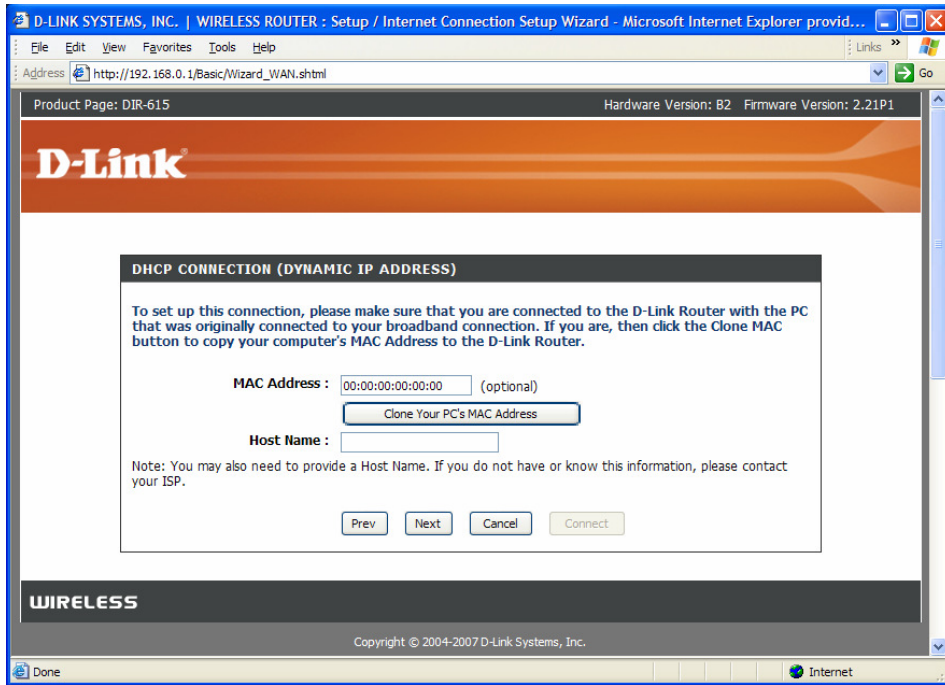 D-LINK SYSTEMS, INC. | WIRELESS ROUTER : Setup / Internet Connection Setup Wizard - Microsoft Internet Explorer provid...
File Edit View Favorites Tools Help Links »
Address http://192.168.0.1/Basic/Wizard_WAN.shtml Go
Product Page: DIR-615 Hardware Version: B2 Firmware Version: 2.21P1
D-Link®
DHCP CONNECTION (DYNAMIC IP ADDRESS)
To set up this connection, please make sure that you are connected to the D-Link Router with the PC
that was originally connected to your broadband connection. If you are, then click the Clone MAC
button to copy your computer's MAC Address to the D-Link Router.
MAC Address : 00:00:00:00:00:00 (optional)
Clone Your PC's MAC Address
Host Name :
Note: You may also need to provide a Host Name. If you do not have or know this information, please contact
your ISP.
Prev Next Cancel Connect
WIRELESS
Copyright © 2004-2007 D-Link Systems, Inc.
Done Internet